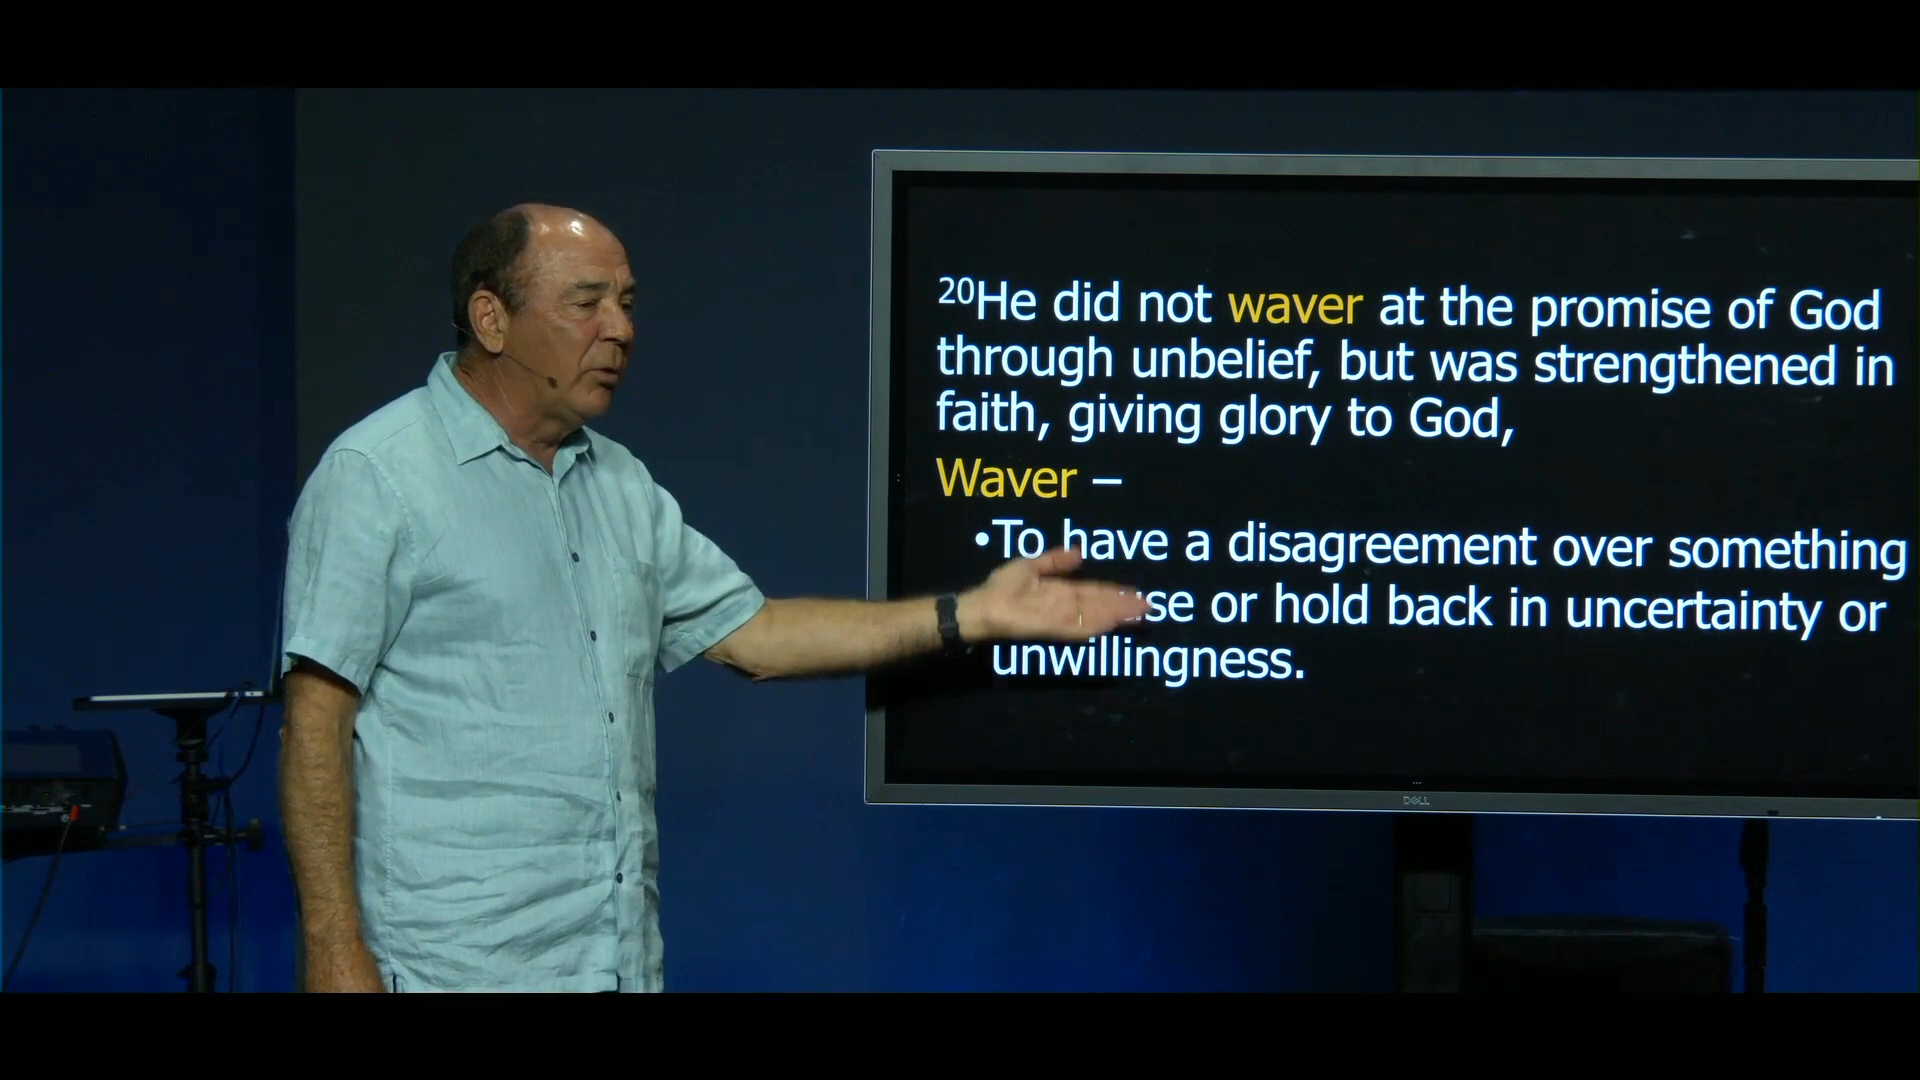 20He did not waver at the promise of God
through unbelief, but was strengthened in
faith, giving glory to God,
Waver –
•To have a disagreement over something
or hold back in uncertainty or
unwillingness.
DELL